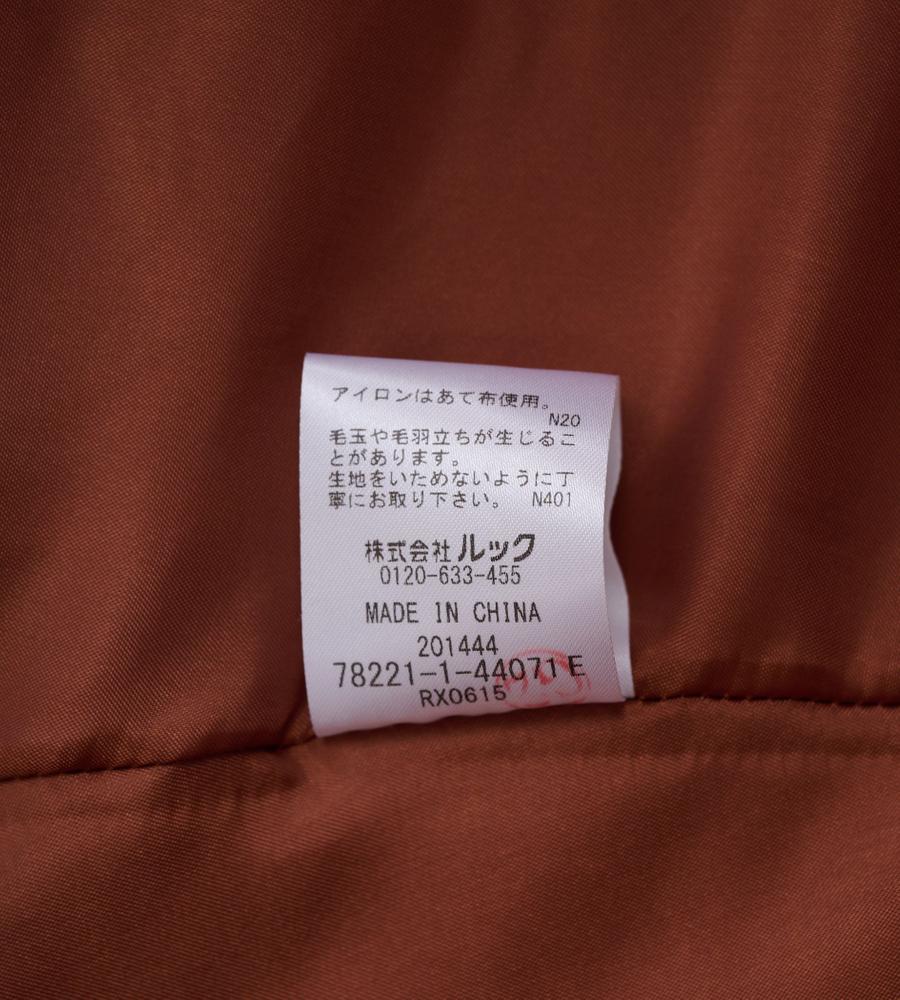 アイロンはあて布使用。
N20
毛玉や毛羽立ちが生じるこ
とがあります。
生地をいためないように丁
寧にお取り下さい。 N401
株式会社ルック
0120-633-455
MADE IN CHINA
201444
78221-1-44071 E
RX0615